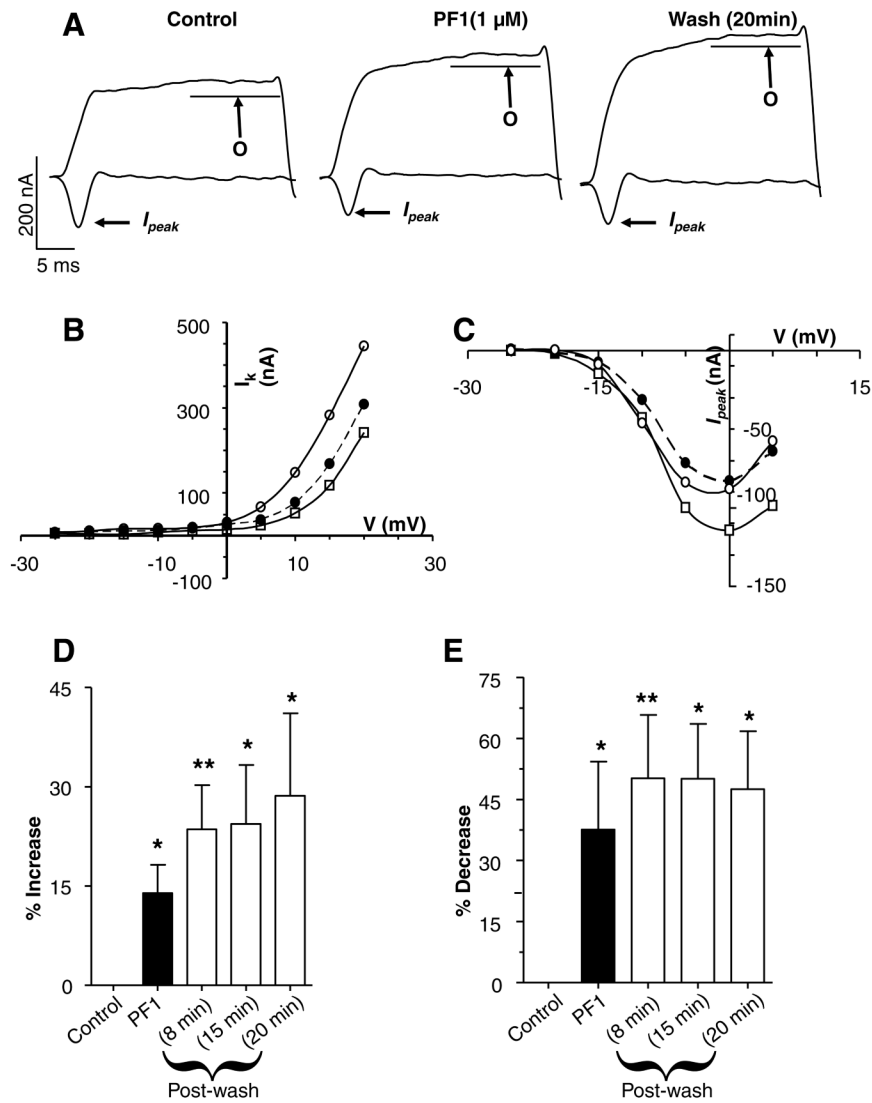 A
Control
PF1(1 µM)
Wash (20min)
O
O
O
200 nA
5 ms
Ipeak
Ipeak
Ipeak
B
500
Ik
(nA)
300
100
V (mV)
-30
-10
10
30
-100
C
V (mV)
-30
-15
15
Ipeak (nA)
-50
-100
-150
D
45
*
**
*
*
30
15
0
% Increase
Control
PF1
(8 min)
(15 min)
(20 min)
Post-wash
E
75
*
**
*
*
60
45
30
15
0
% Decrease
Control
PF1
(8 min)
(15 min)
(20 min)
Post-wash